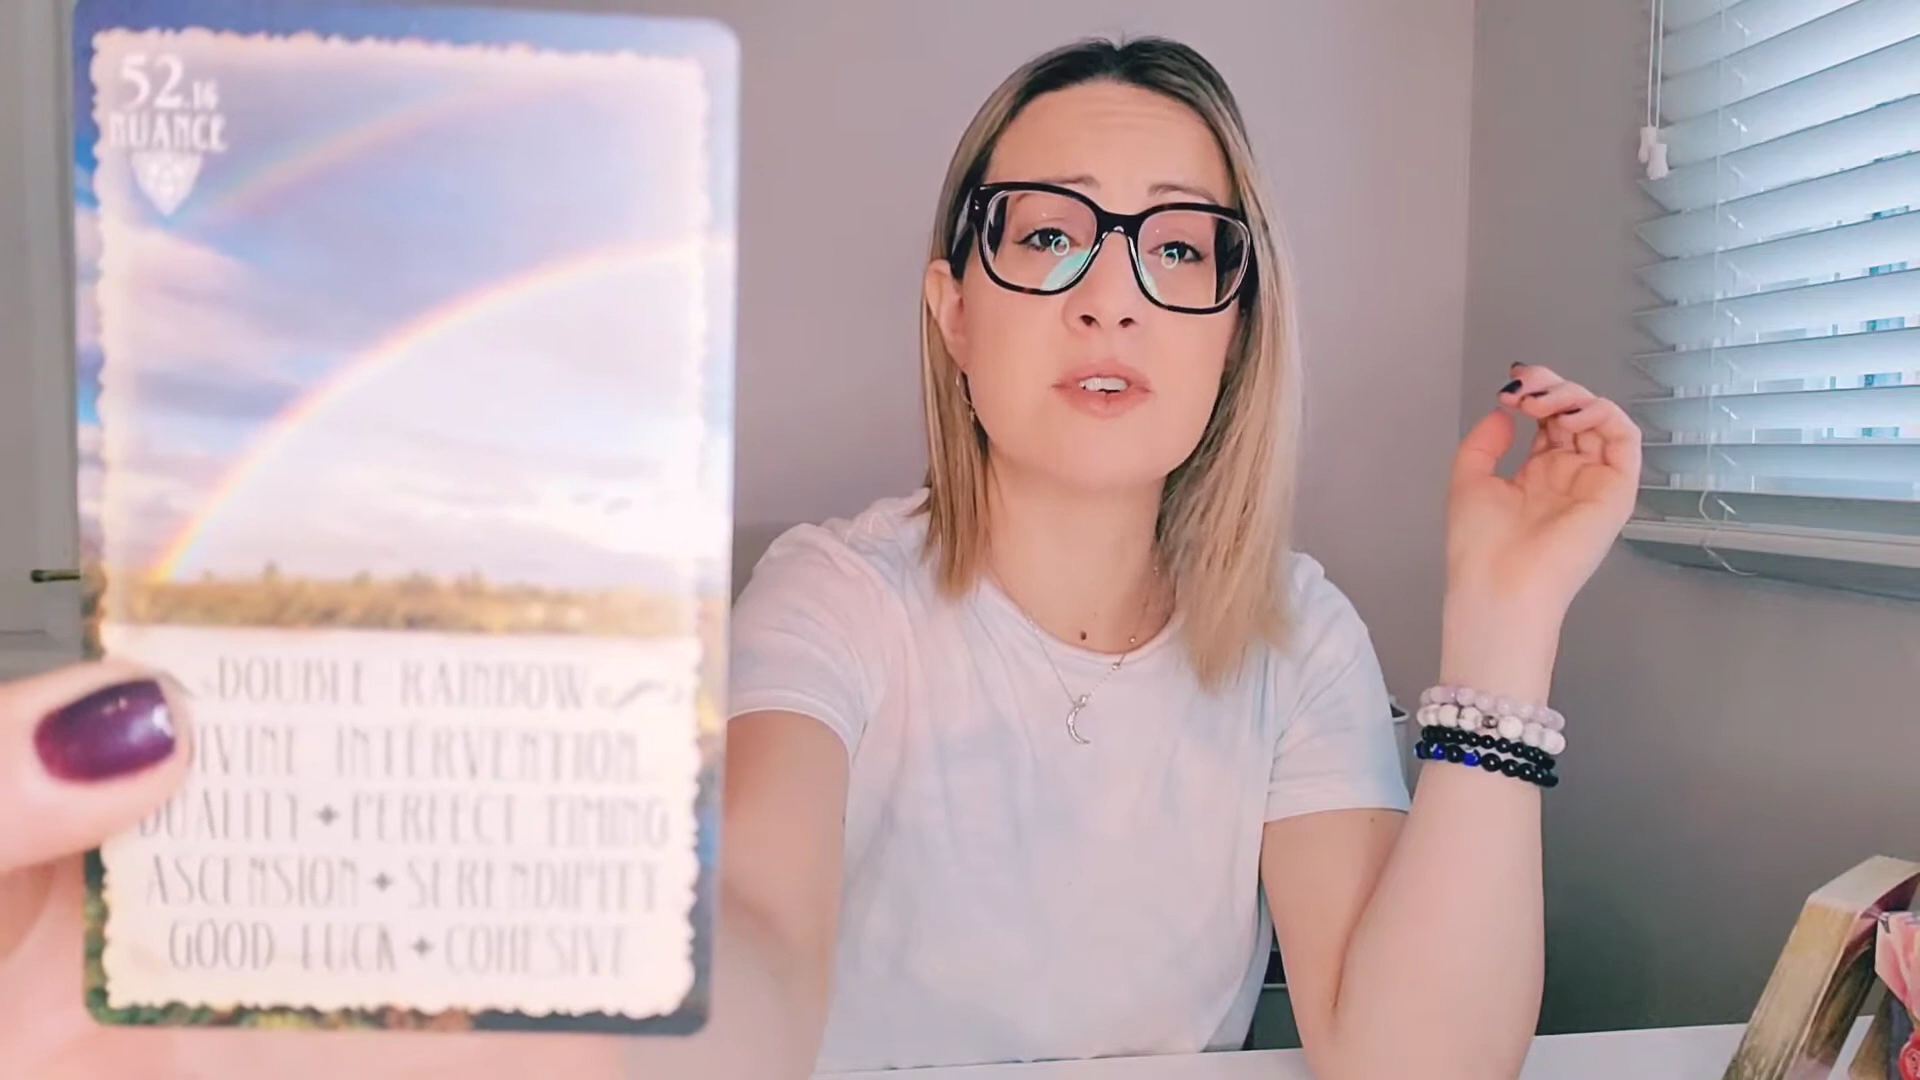 52.16
NUANCE
DOUBLE RAINBOW
DIVINE INTERVENTION
DUALITY ✦ PERFECT TIMING
ASCENSION ✦ SERENDIPITY
GOOD LUCK ✦ COHESIVE